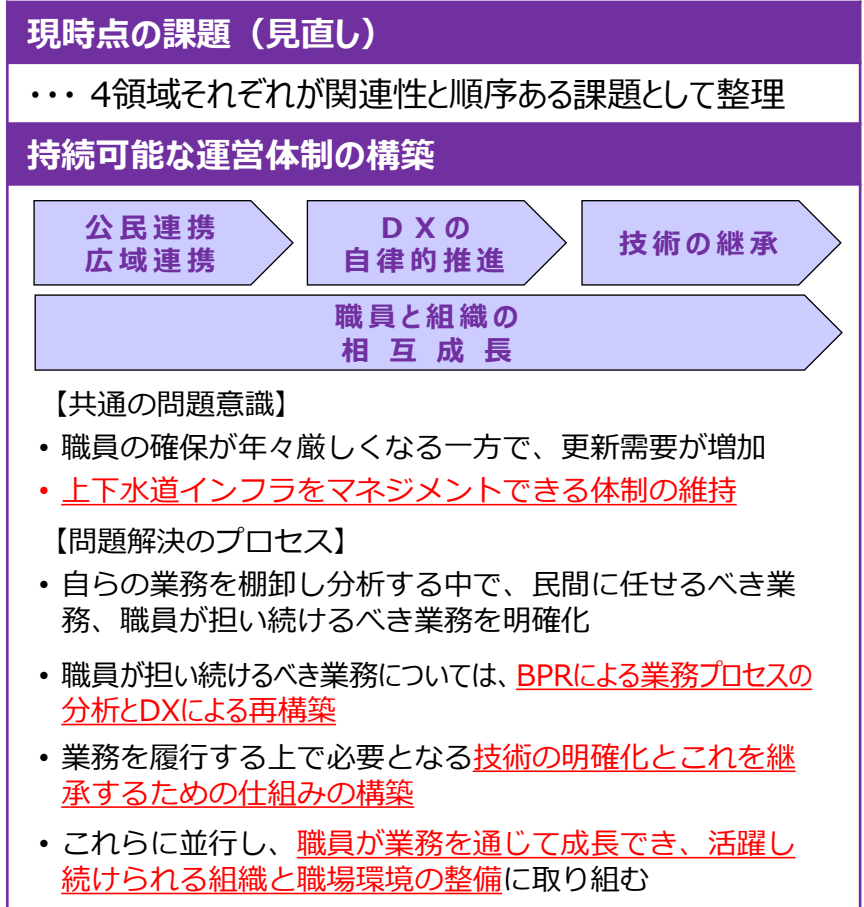 現時点の課題（見直し）
・・・ 4領域それぞれが関連性と順序ある課題として整理
持続可能な運営体制の構築
公民連携
広域連携
ＤＸの
自律的推進
技術の継承
職員と組織の
相互成長
【共通の問題意識】
• 職員の確保が年々厳しくなる一方で、更新需要が増加
• 上下水道インフラをマネジメントできる体制の維持
【問題解決のプロセス】
• 自らの業務を棚卸し分析する中で、民間に任せるべき業
務、職員が担い続けるべき業務を明確化
• 職員が担い続けるべき業務については、BPRによる業務プロセスの
分析とDXによる再構築
• 業務を履行する上で必要となる技術の明確化とこれを継
承するための仕組みの構築
• これらに並行し、職員が業務を通じて成長でき、活躍し
続けられる組織と職場環境の整備に取り組む